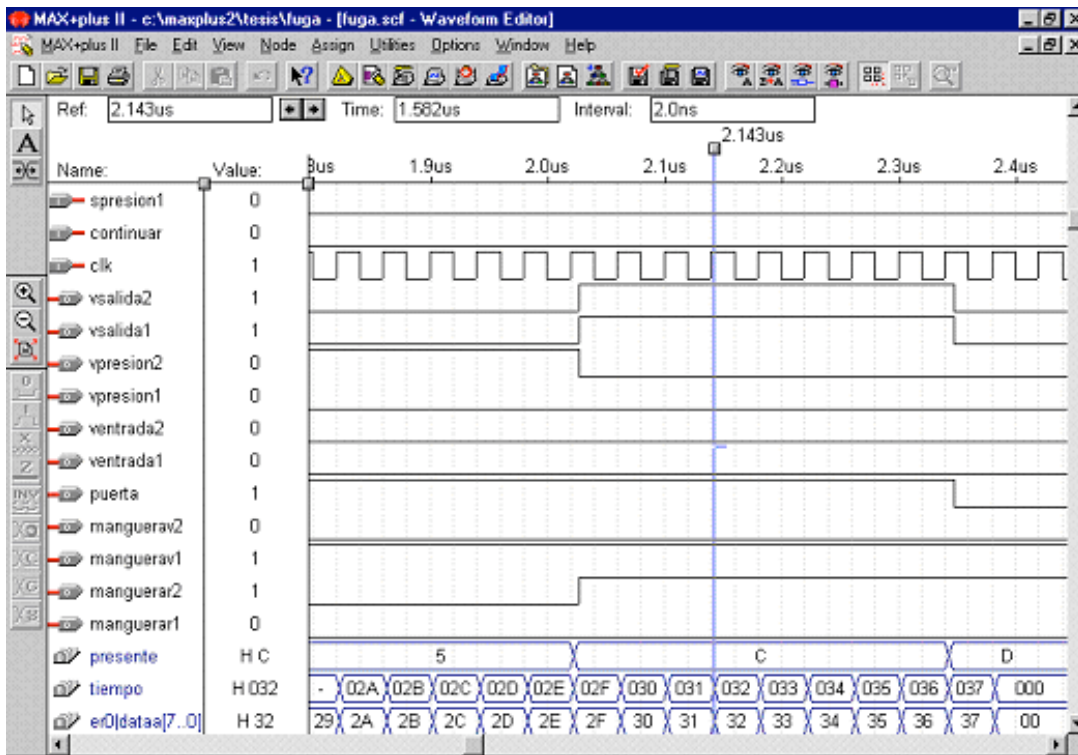 MAX+plus II - c:\maxplus2\tesis\fuga - [fuga.scf - Waveform Editor]
MAX+plus II File Edit View Node Assign Utilities Options Window Help
Ref: 2.143us Time: 1.582us Interval: 2.0ns
2.143us
Name: Value: 8us 1.9us 2.0us 2.1us 2.2us 2.3us 2.4us
spresion1 0
continuar 0
clk 1
vsalida2 1
vsalida1 1
vpresion2 0
vpresion1 0
ventrada2 0
ventrada1 0
puerta 1
manguerav2 0
manguerav1 1
manguerar2 1
manguerar1 0
presente H C 5 C D
tiempo H 032 - 02A 02B 02C 02D 02E 02F 030 031 032 033 034 035 036 037 000
er0|dataa[7..0] H 32 29 2A 2B 2C 2D 2E 2F 30 31 32 33 34 35 36 37 00